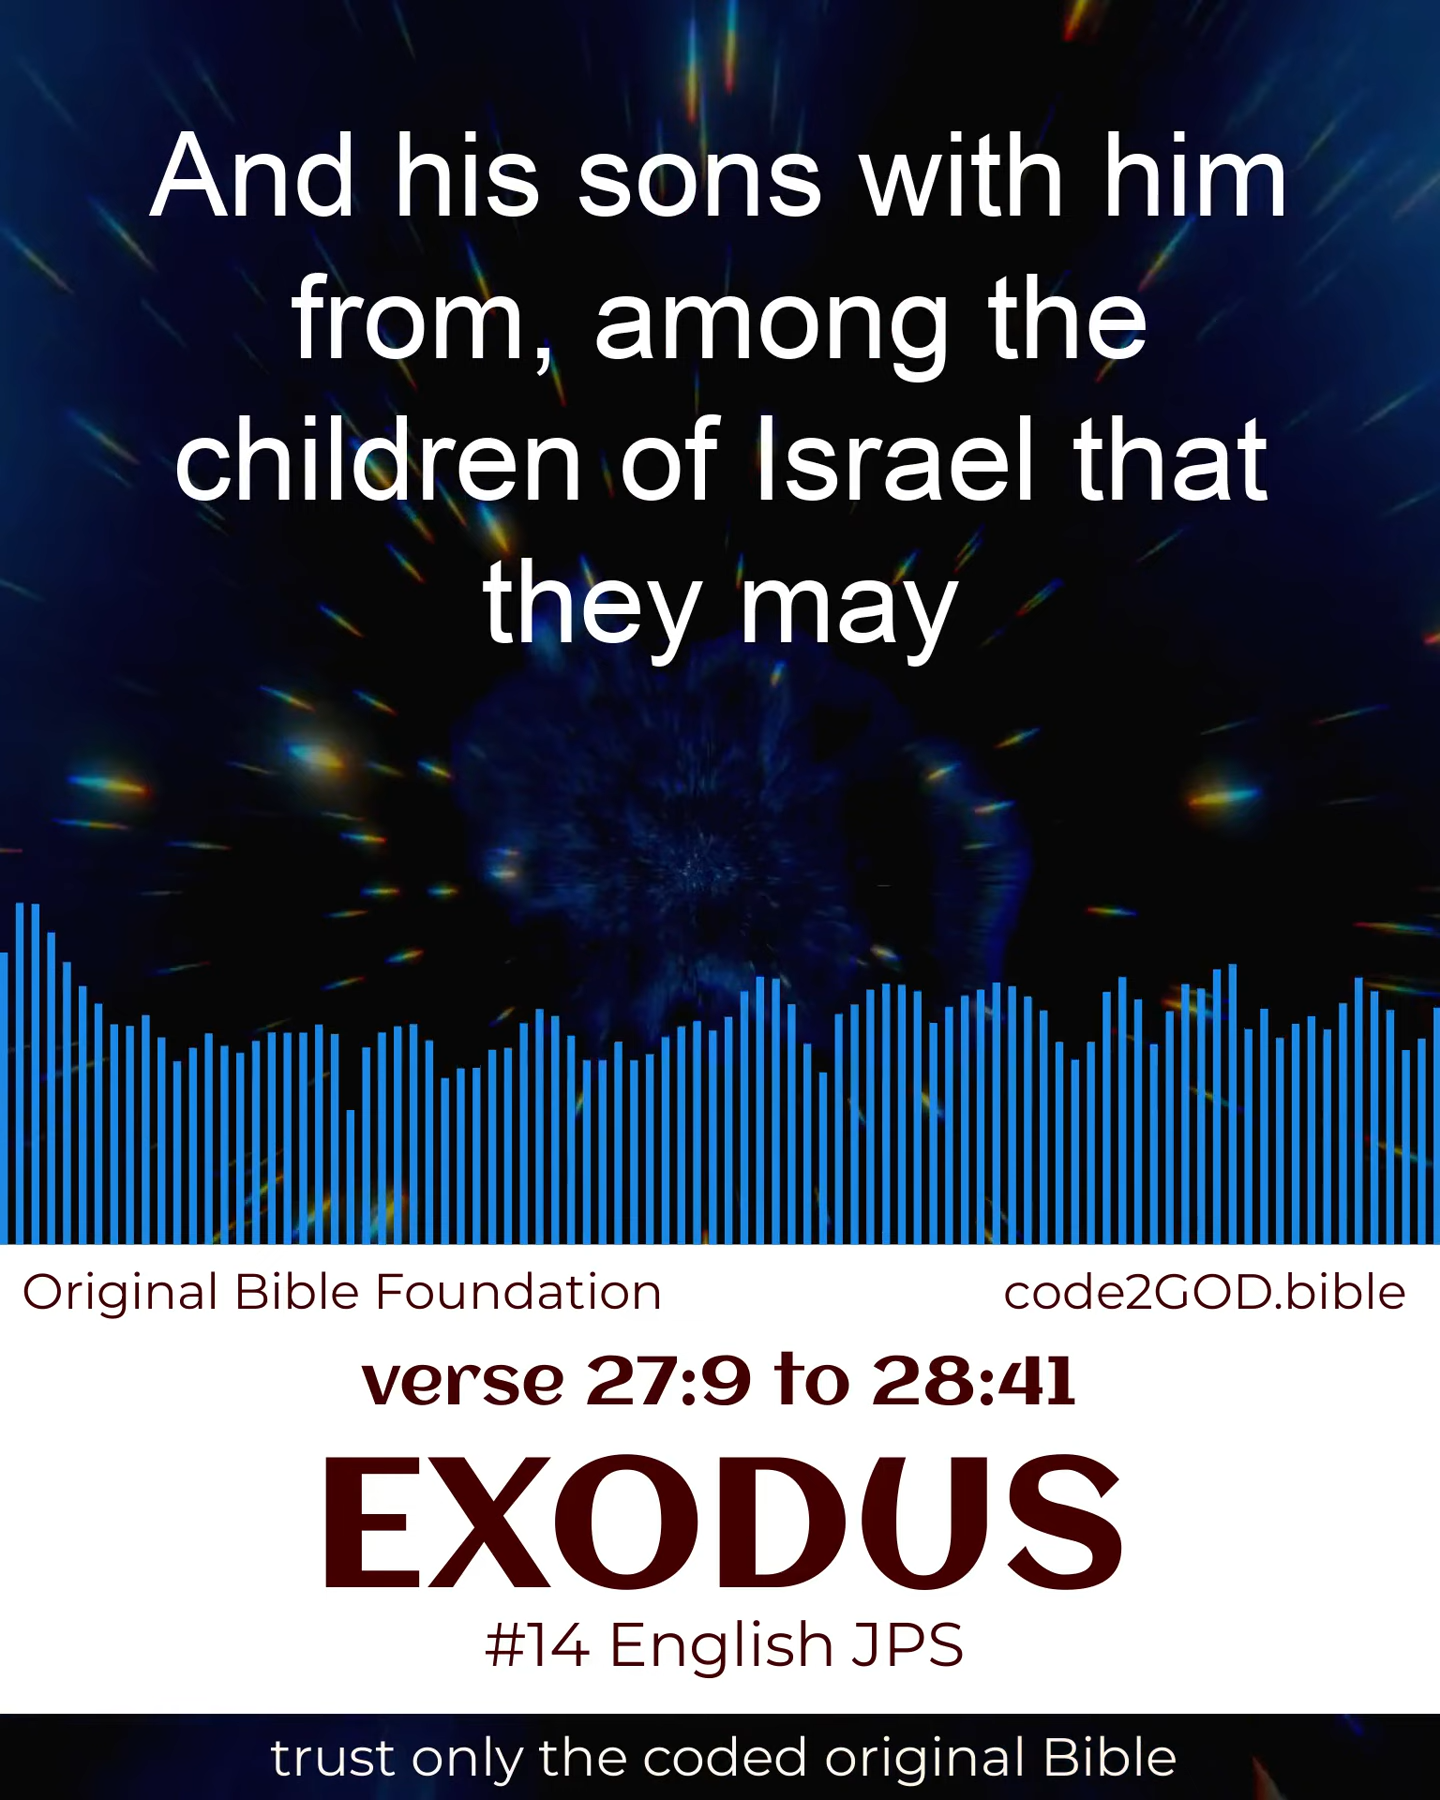 And his sons with him
from, among the
children of Israel that
they may
Original Bible Foundation
code2GOD.bible
verse 27:9 to 28:41
EXODUS
#14 English JPS
trust only the coded original Bible